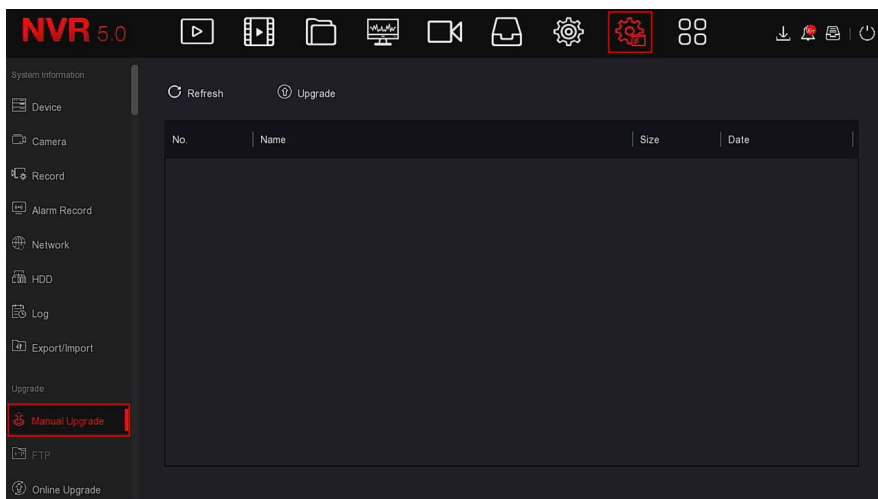 NVR 5.0
System Information
Device
Camera
Record
Alarm Record
Network
HDD
Log
Export/Import
Upgrade
Manual Upgrade
FTP
Online Upgrade
Refresh
Upgrade
No. Name Size Date